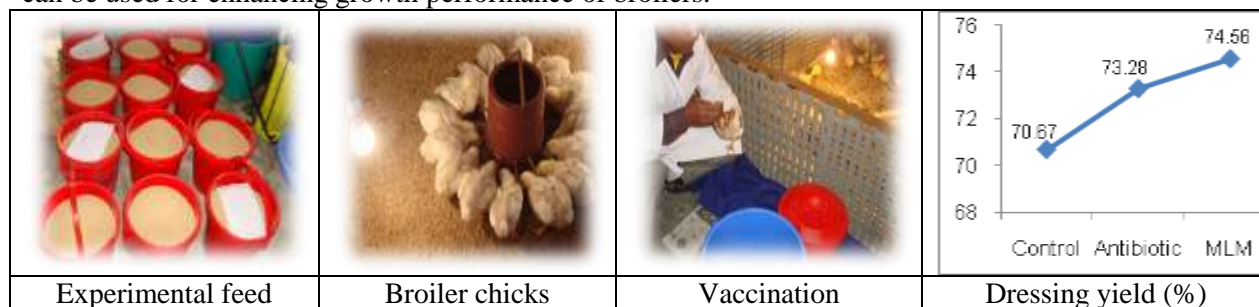 can be used for enhancing growth performance of broilers.
76
74
72
70
68
70.67
73.28
74.56
Control Antibiotic MLM
Experimental feed
Broiler chicks
Vaccination
Dressing yield (%)